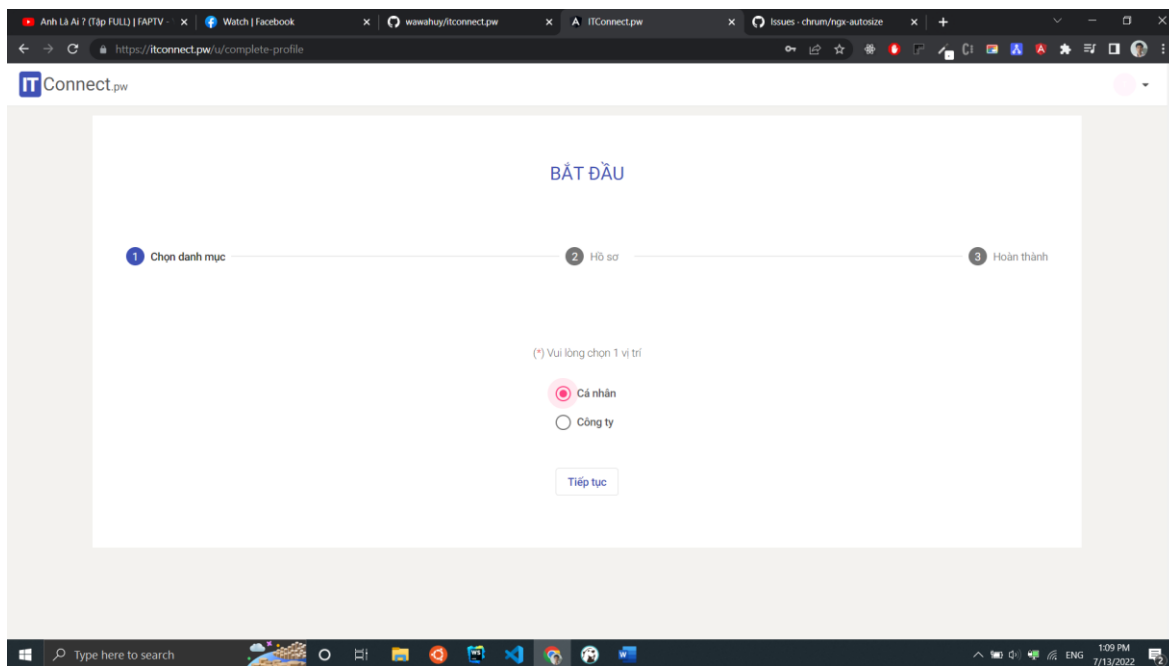 Anh Là Ai ? (Tập FULL) | FAPTV -
Watch | Facebook
wawahuy/itconnect.pw
ITConnect.pw
Issues - chrum/ngx-autosize
https://itconnect.pw/u/complete-profile
IT Connect.pw
BẮT ĐẦU
1 Chọn danh mục
2 Hồ sơ
3 Hoàn thành
(*) Vui lòng chọn 1 vị trí
Cá nhân
Công ty
Tiếp tục
Type here to search
ENG
1:09 PM
7/13/2022